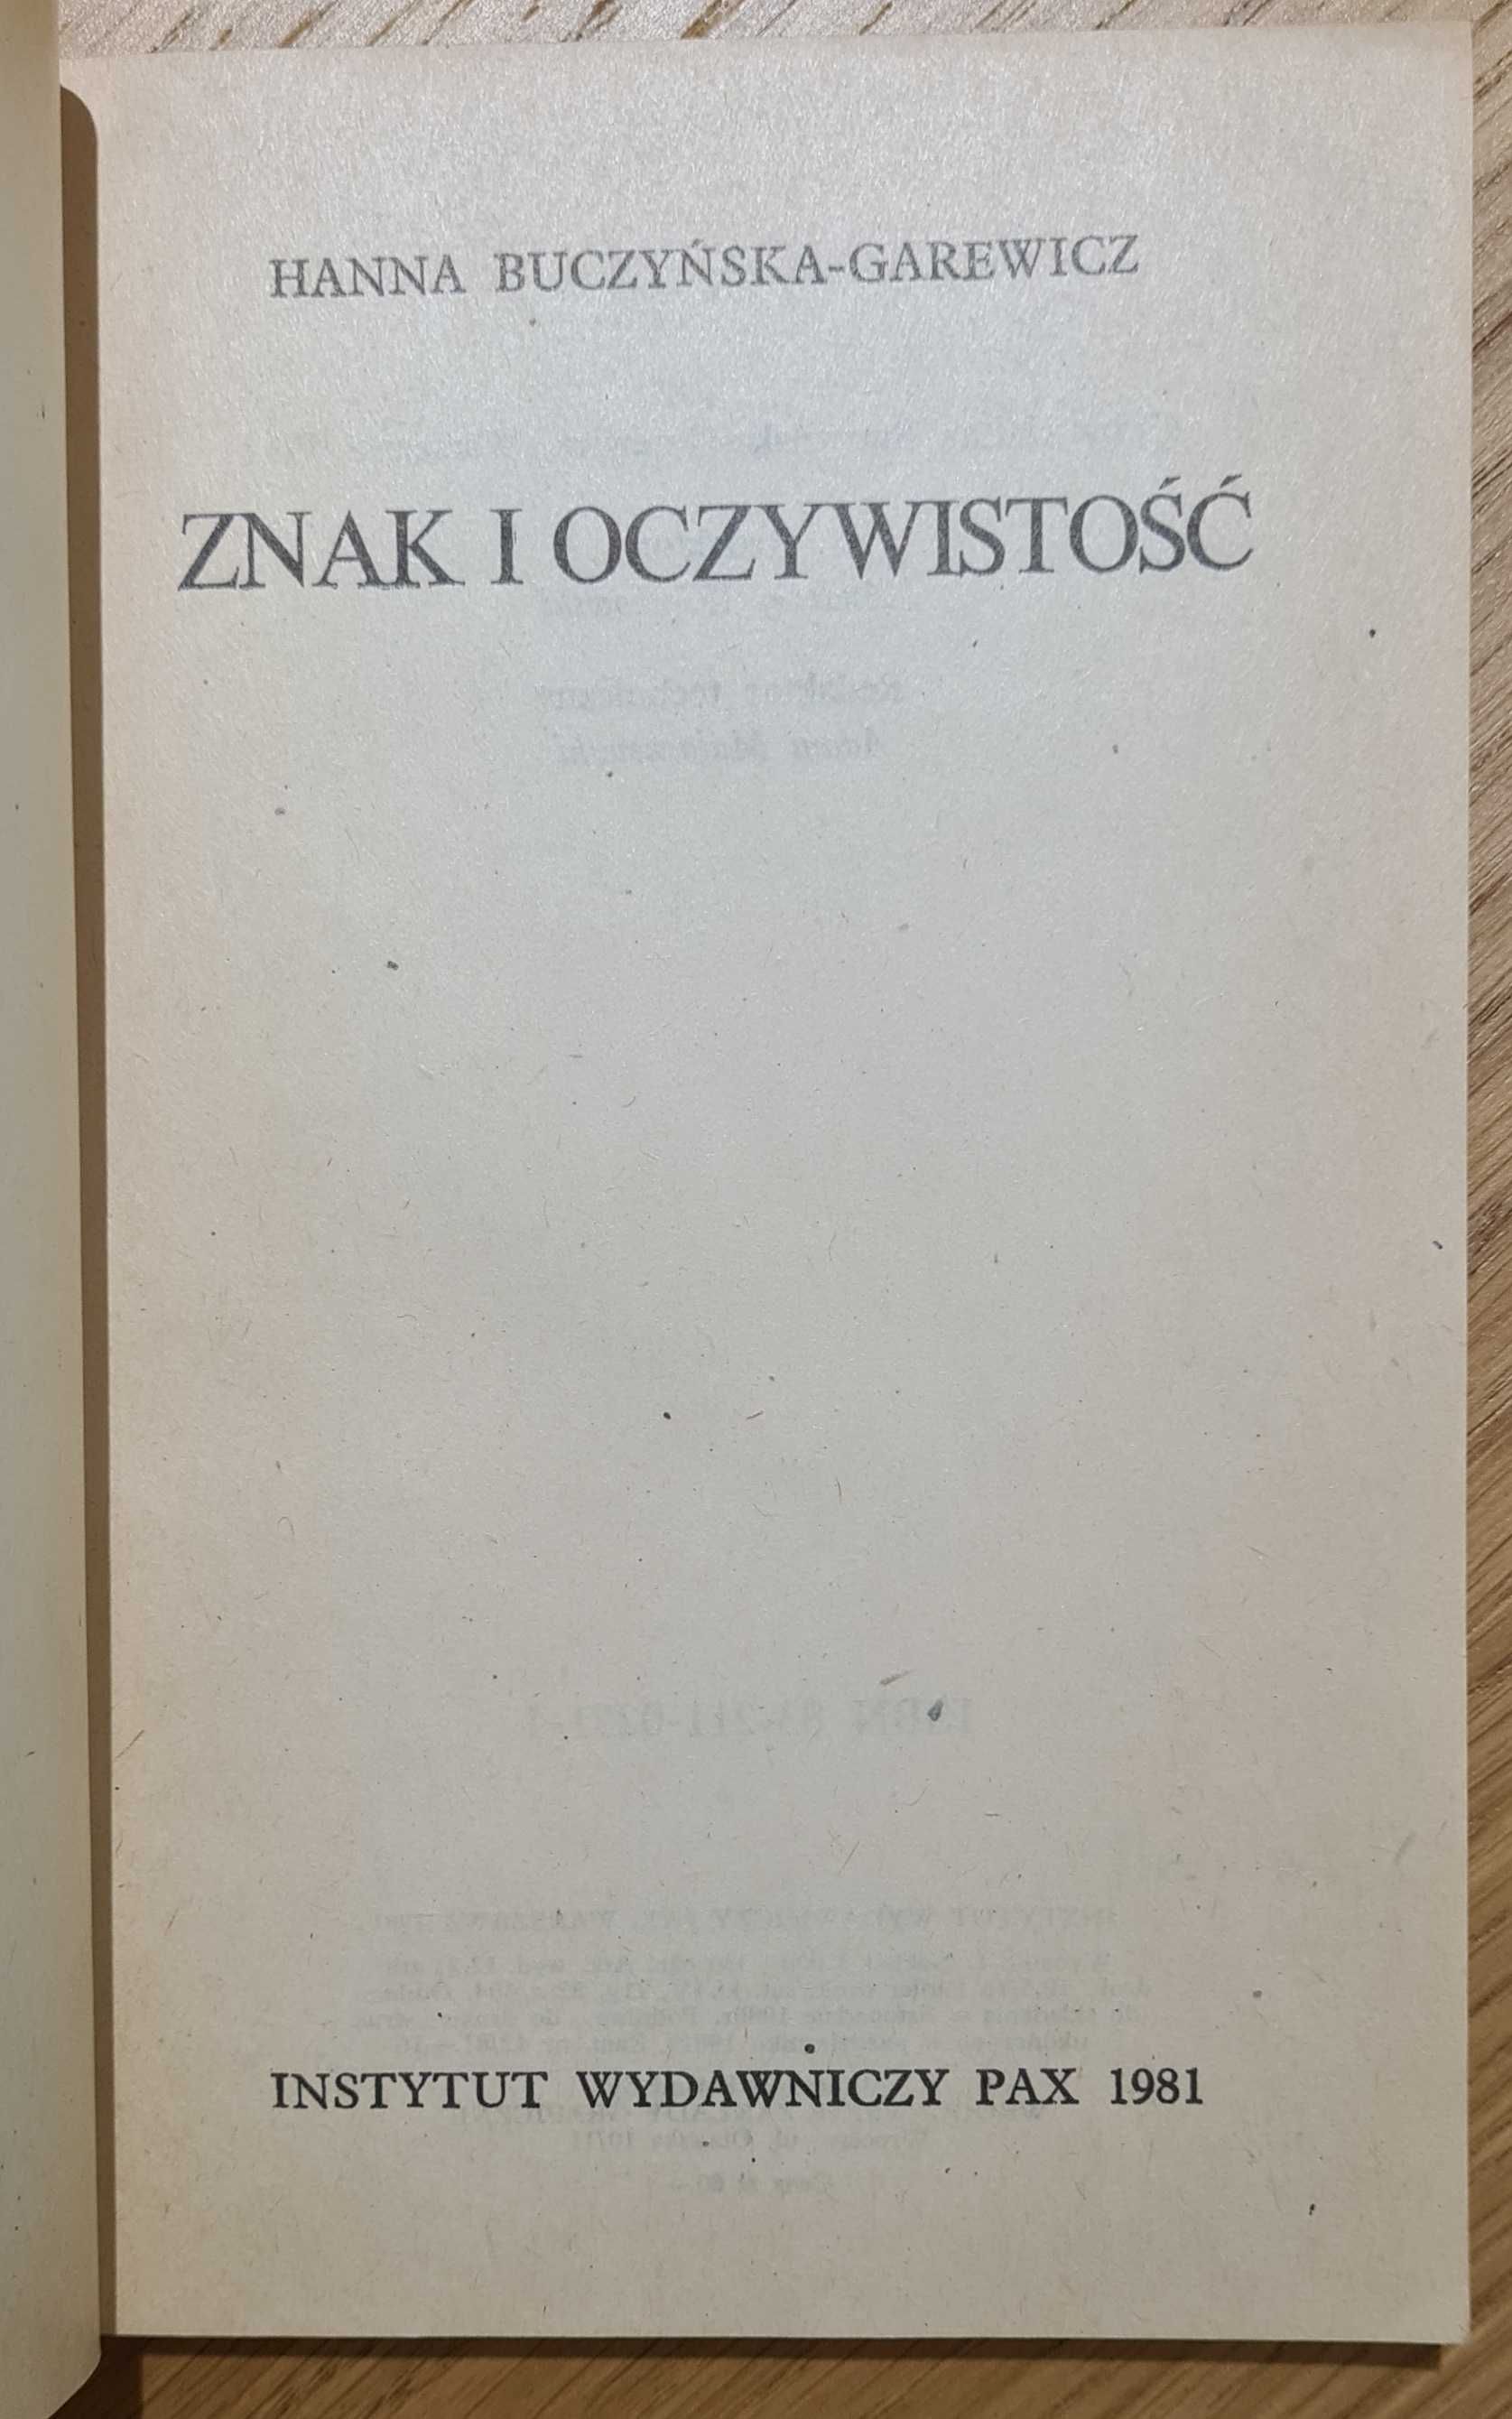 HANNA BUCZYŃSKA-GAREWICZ
ZNAK I OCZYWISTOŚĆ
INSTYTUT WYDAWNICZY PAX 1981